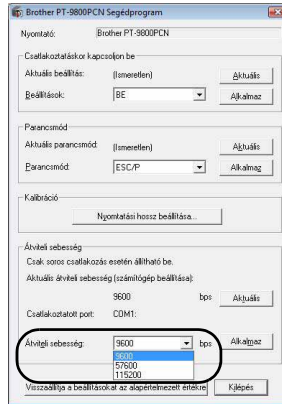 Brother PT-9800PCN Segédprogram
Nyomtató: Brother PT-9800PCN
Csatlakoztatáskor kapcsoljon be
Aktuális beállítás: (Ismeretlen) Aktuális
Beállítások: BE Alkalmaz
Parancsmód
Aktuális parancsmód: (Ismeretlen) Aktuális
Parancsmód: ESC/P Alkalmaz
Kalibráció
Nyomtatási hossz beállítása...
Átviteli sebesség
Csak soros csatlakozás esetén állítható be.
Aktuális átviteli sebesség (számítógép beállítása):
9600 bps Aktuális
Csatlakoztatott port: COM1:
Átviteli sebesség: 9600 bps Alkalmaz
9600
57600
115200
Visszaállítja a beállításokat az alapértelmezett értékre Kilépés